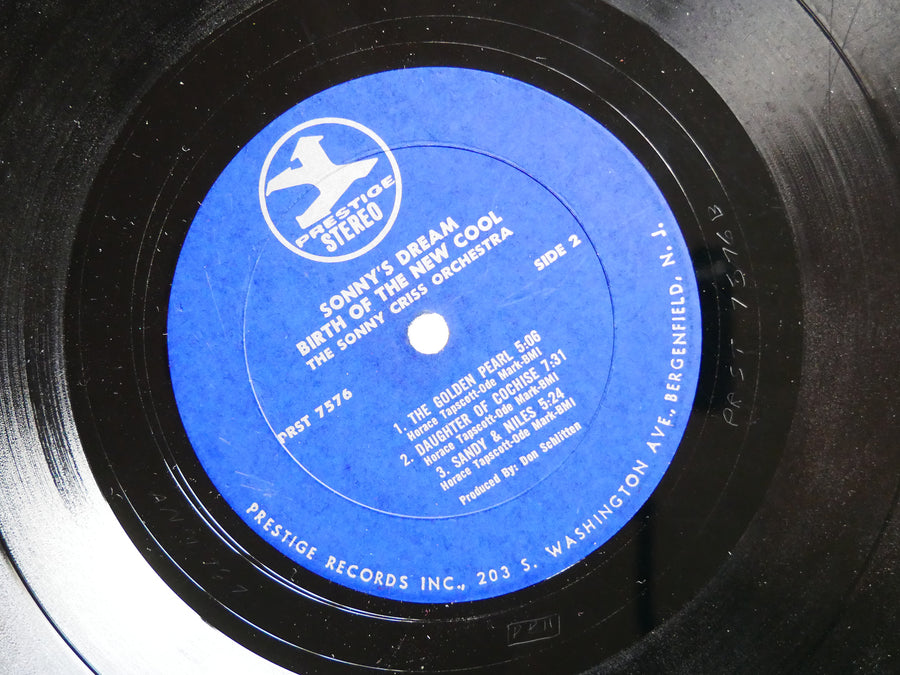 PRESTIGE
STEREO
SONNY'S DREAM
BIRTH OF THE NEW COOL
THE SONNY CRISS ORCHESTRA
SIDE 2
PRST 7576
1. THE GOLDEN PEARL 5:06
Horace Tapscott-Ode Mark-BMI
2. DAUGHTER OF COCHISE 7:31
Horace Tapscott-Ode Mark-BMI
3. SANDY & NILES 5:24
Horace Tapscott-Ode Mark-BMI
Produced By: Don Schlitten
PRESTIGE RECORDS INC., 203 S. WASHINGTON AVE., BERGENFIELD, N. J.